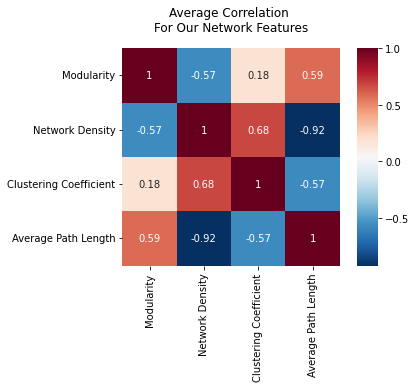 Average Correlation
For Our Network Features
Modularity
1 -0.57 0.18 0.59
Network Density
-0.57 1 0.68 -0.92
Clustering Coefficient
0.18 0.68 1 -0.57
Average Path Length
0.59 -0.92 -0.57 1
Modularity
Network Density
Clustering Coefficient
Average Path Length
1.0
0.5
0.0
−0.5